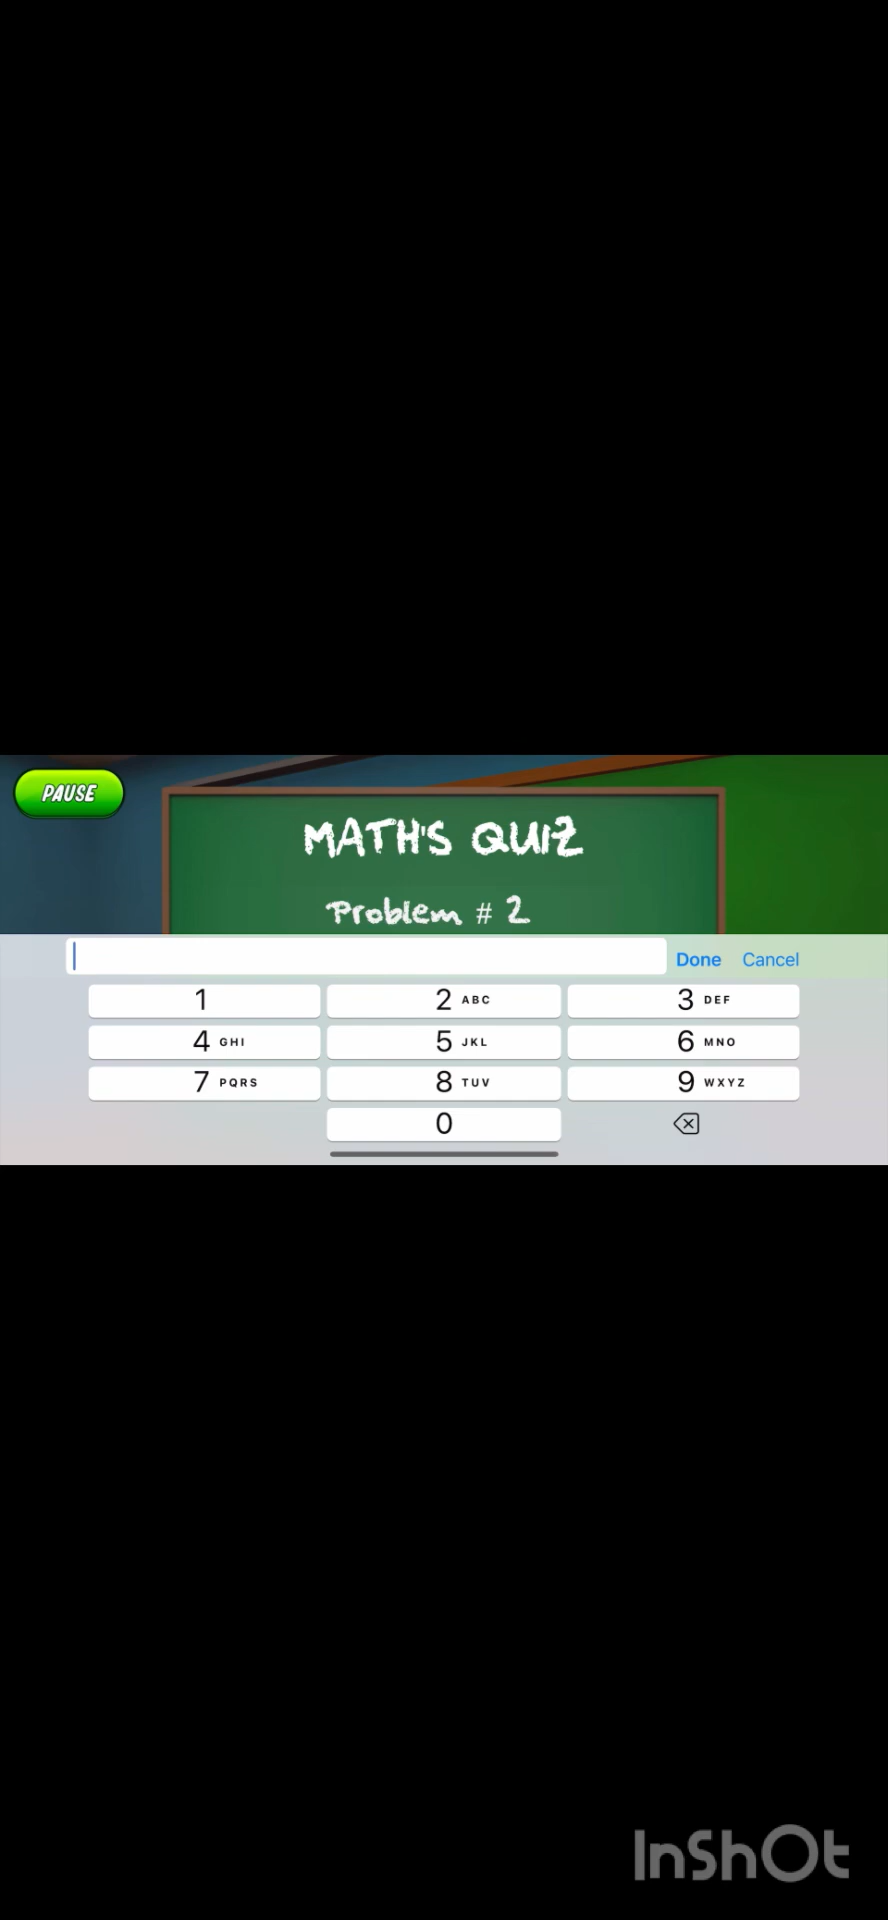 PAUSE
MATH'S QUIZ
Problem # 2
Done Cancel
1 2 ABC 3 DEF
4 GHI 5 JKL 6 MNO
7 PQRS 8 TUV 9 WXYZ
0
InShOt